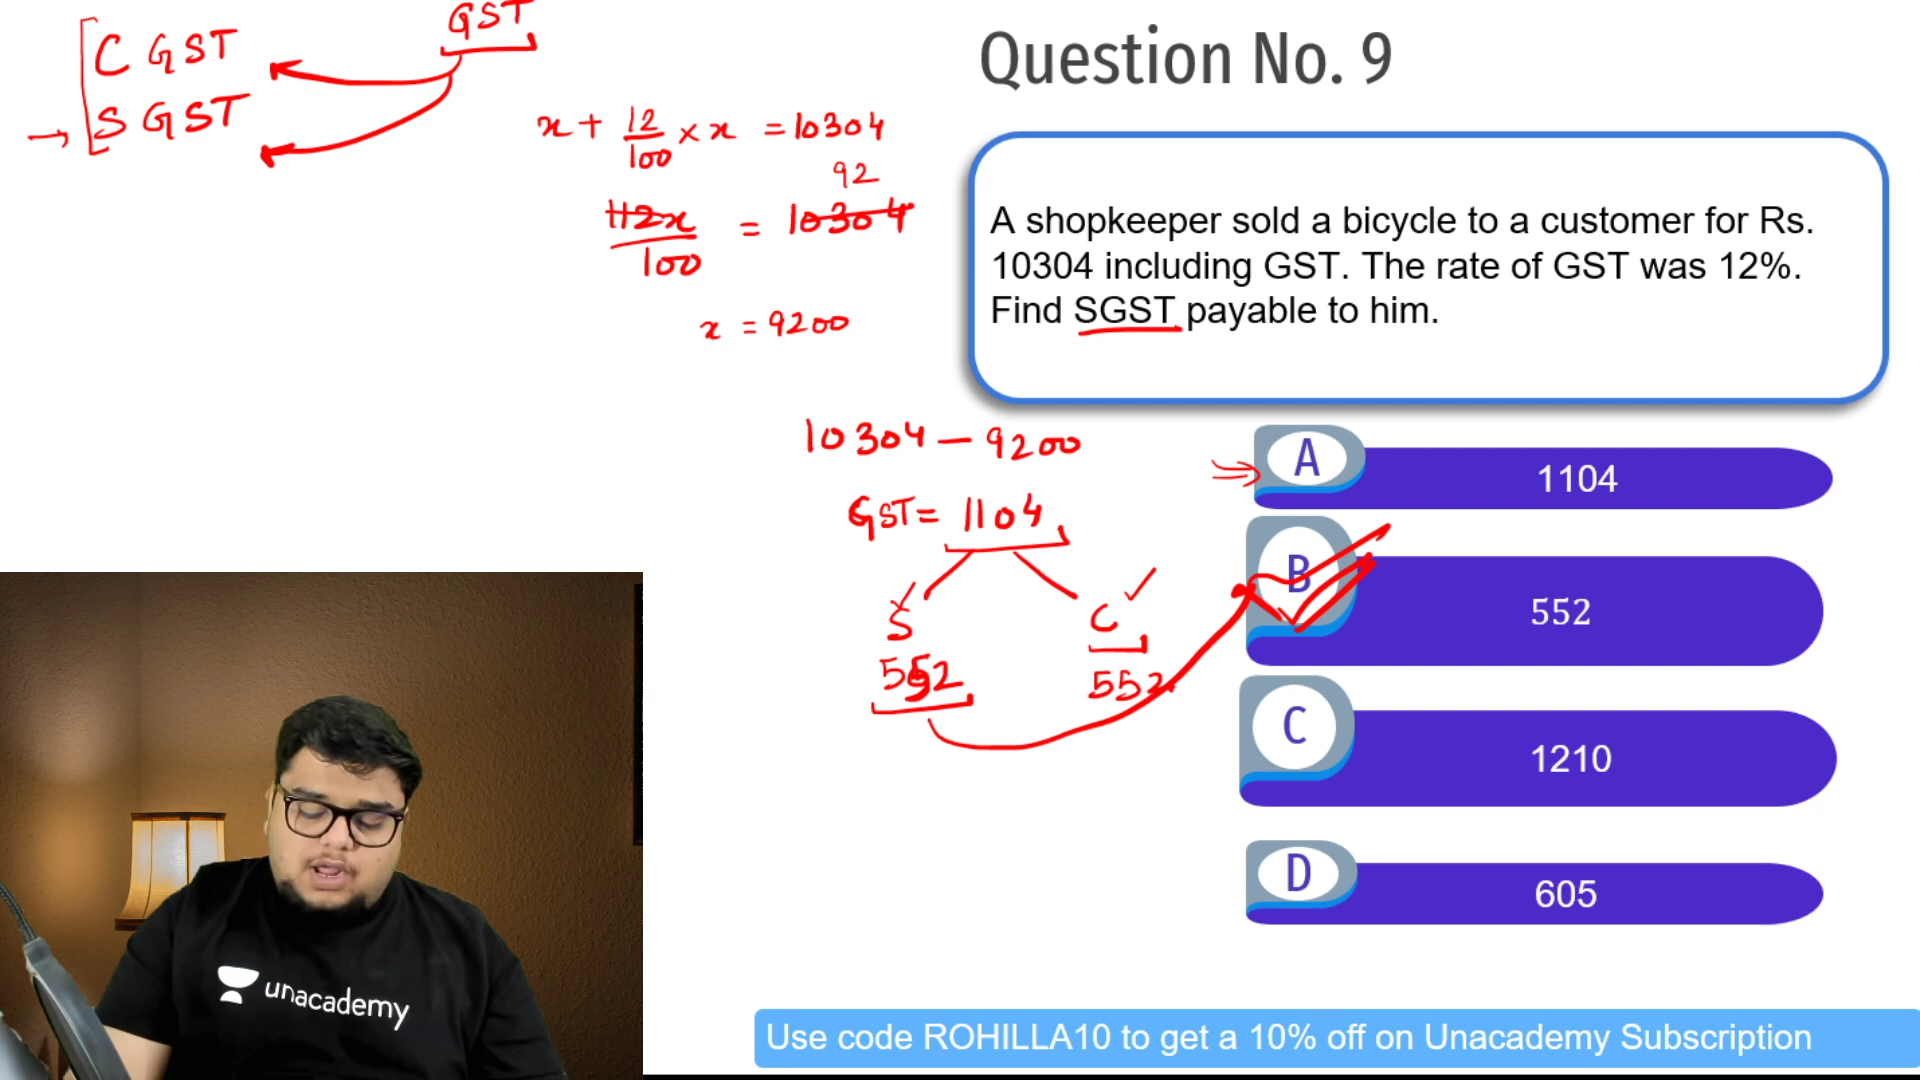 GST
C GST
→ S GST
x + 12/100 × x = 10304
92
112x/100 = 10304
x = 9200
10304 – 9200
GST = 1104
S C
552 552
Question No. 9
A shopkeeper sold a bicycle to a customer for Rs.
10304 including GST. The rate of GST was 12%.
Find SGST payable to him.
A 1104
B 552
C 1210
D 605
unacademy
Use code ROHILLA10 to get a 10% off on Unacademy Subscription